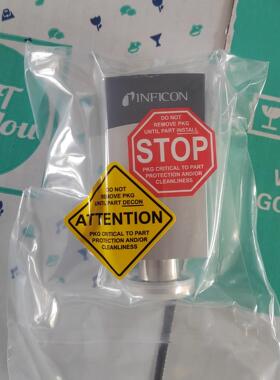 INFICON
DO NOT
REMOVE PKG
UNTIL PART INSTALL
STOP
PKG CRITICAL TO PART
PROTECTION AND/OR
CLEANLINESS
DO NOT
REMOVE PKG
UNTIL PART DECON
ATTENTION
PKG CRITICAL TO PART
PROTECTION AND/OR
CLEANLINESS
GO